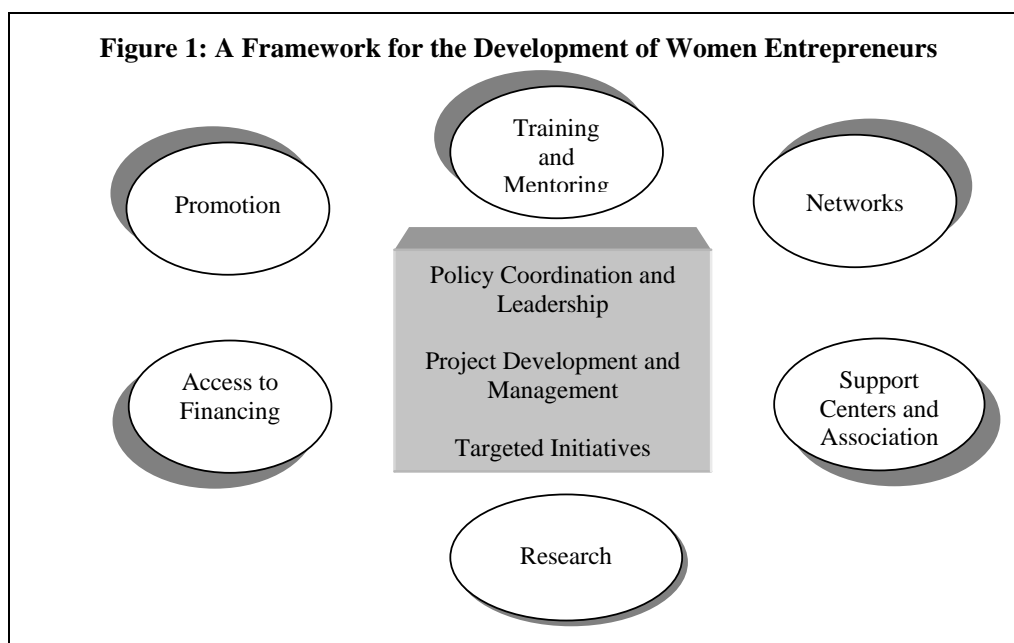 Figure 1: A Framework for the Development of Women Entrepreneurs
Training
and
Mentoring
Promotion
Networks
Policy Coordination and
Leadership
Project Development and
Management
Targeted Initiatives
Access to
Financing
Support
Centers and
Association
Research